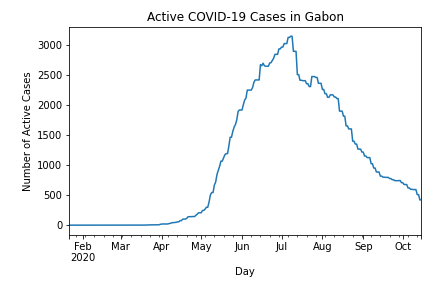 Active COVID-19 Cases in Gabon
Number of Active Cases
3000
2500
2000
1500
1000
500
0
Feb Mar Apr May Jun Jul Aug Sep Oct
2020
Day